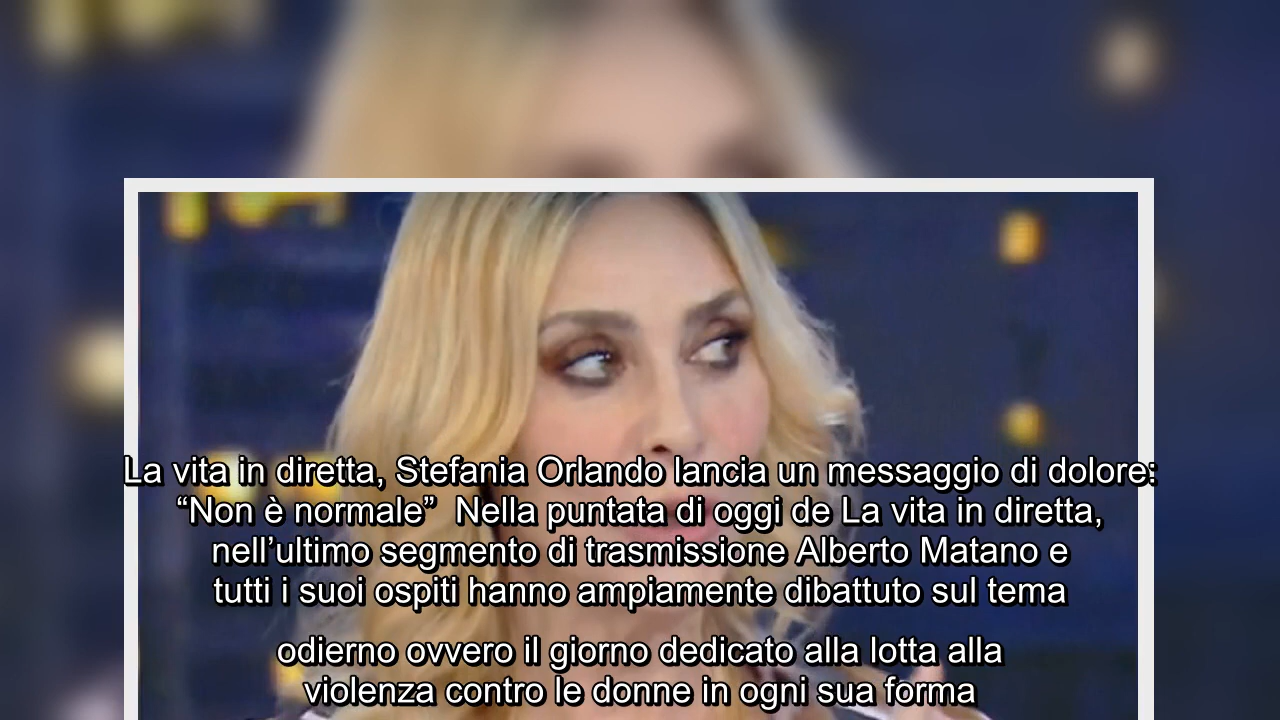 La vita in diretta, Stefania Orlando lancia un messaggio di dolore:
“Non è normale”  Nella puntata di oggi de La vita in diretta,
nell’ultimo segmento di trasmissione Alberto Matano e
tutti i suoi ospiti hanno ampiamente dibattuto sul tema
odierno ovvero il giorno dedicato alla lotta alla
violenza contro le donne in ogni sua forma